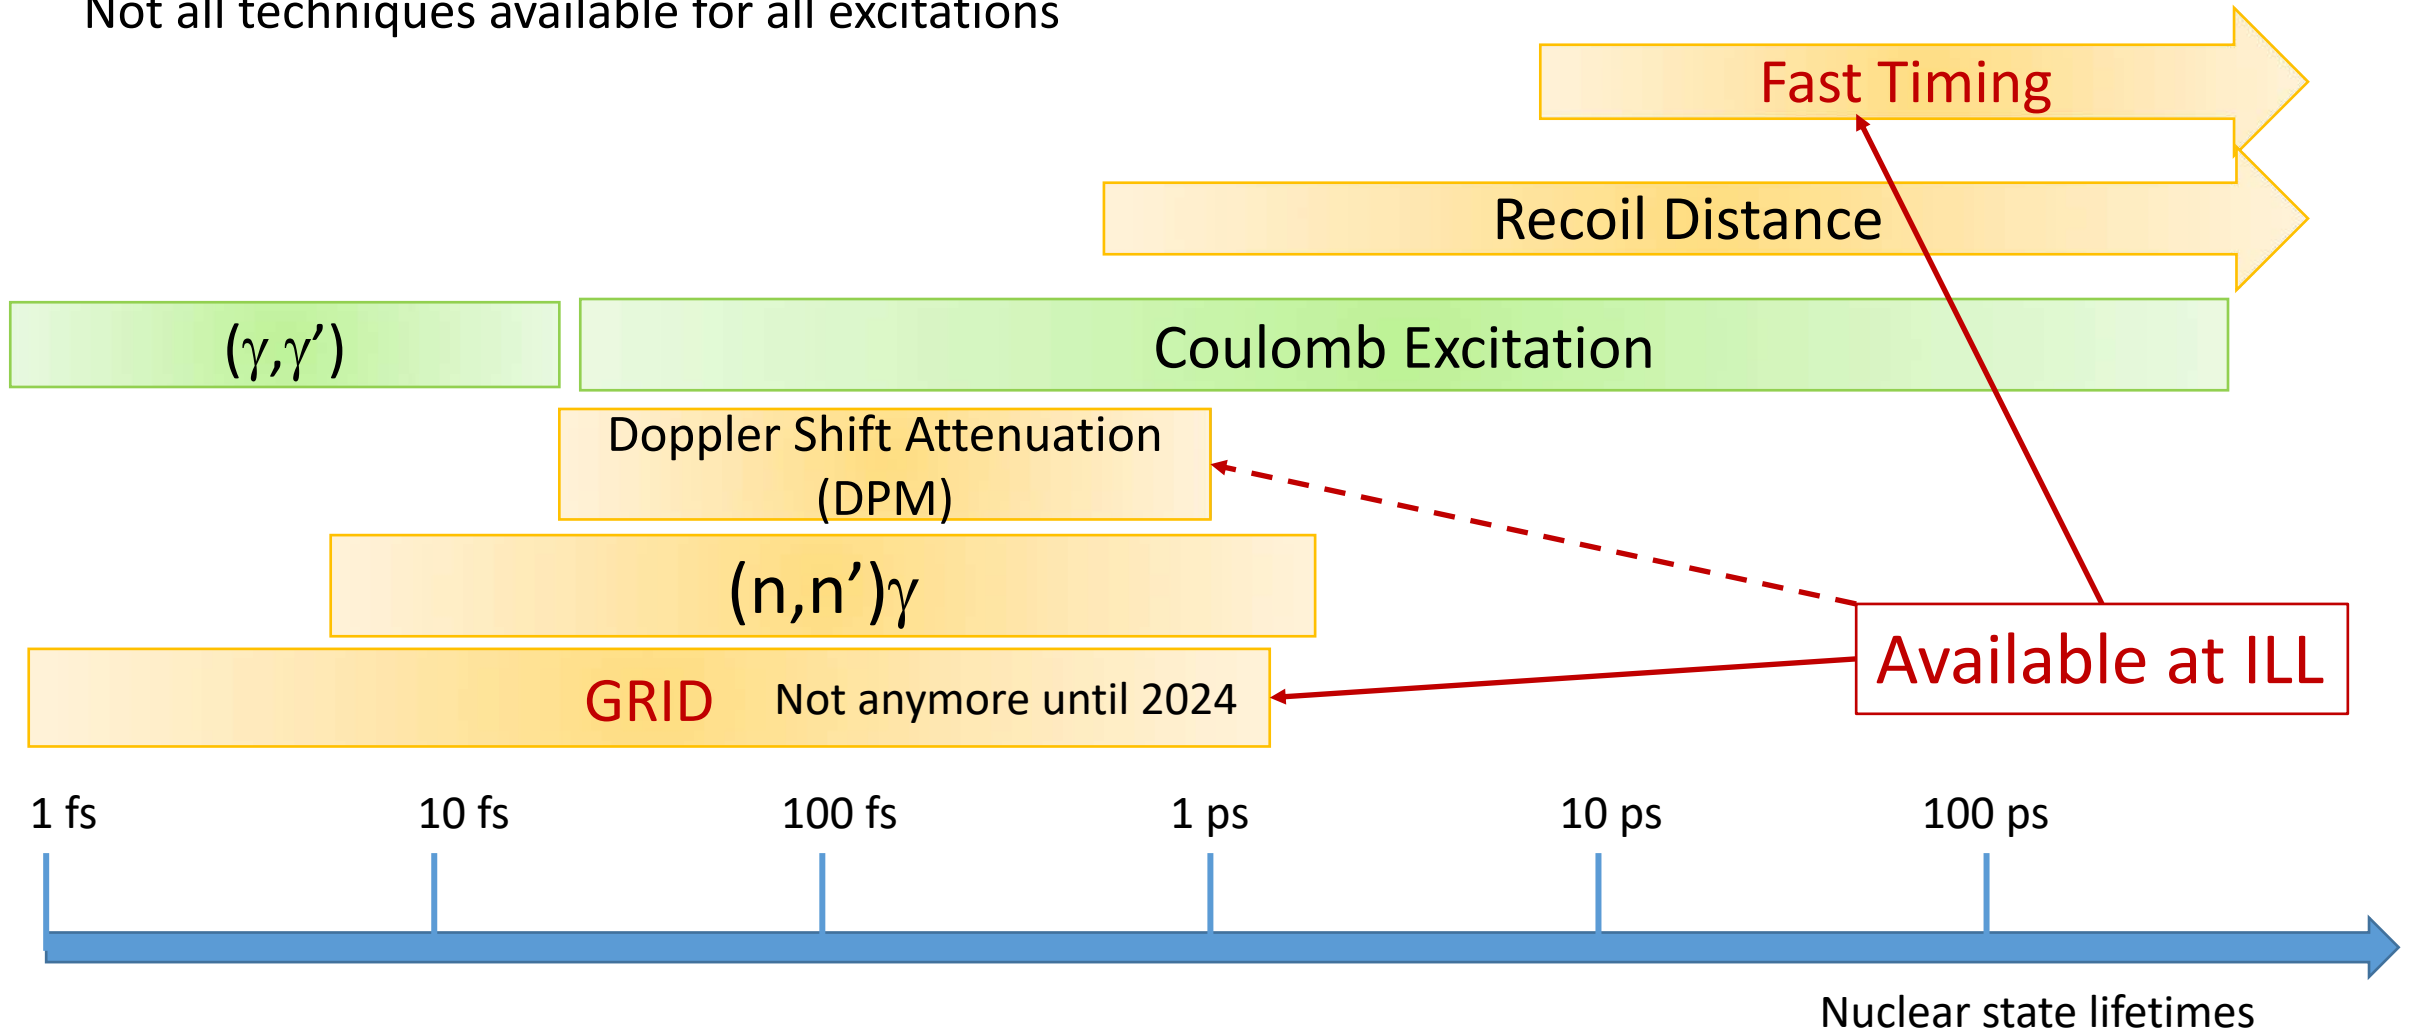 Not all techniques available for all excitations
Fast Timing
Recoil Distance
(γ,γ’)
Coulomb Excitation
Doppler Shift Attenuation
(DPM)
(n,n’)γ
GRID Not anymore until 2024
Available at ILL
1 fs 10 fs 100 fs 1 ps 10 ps 100 ps
Nuclear state lifetimes